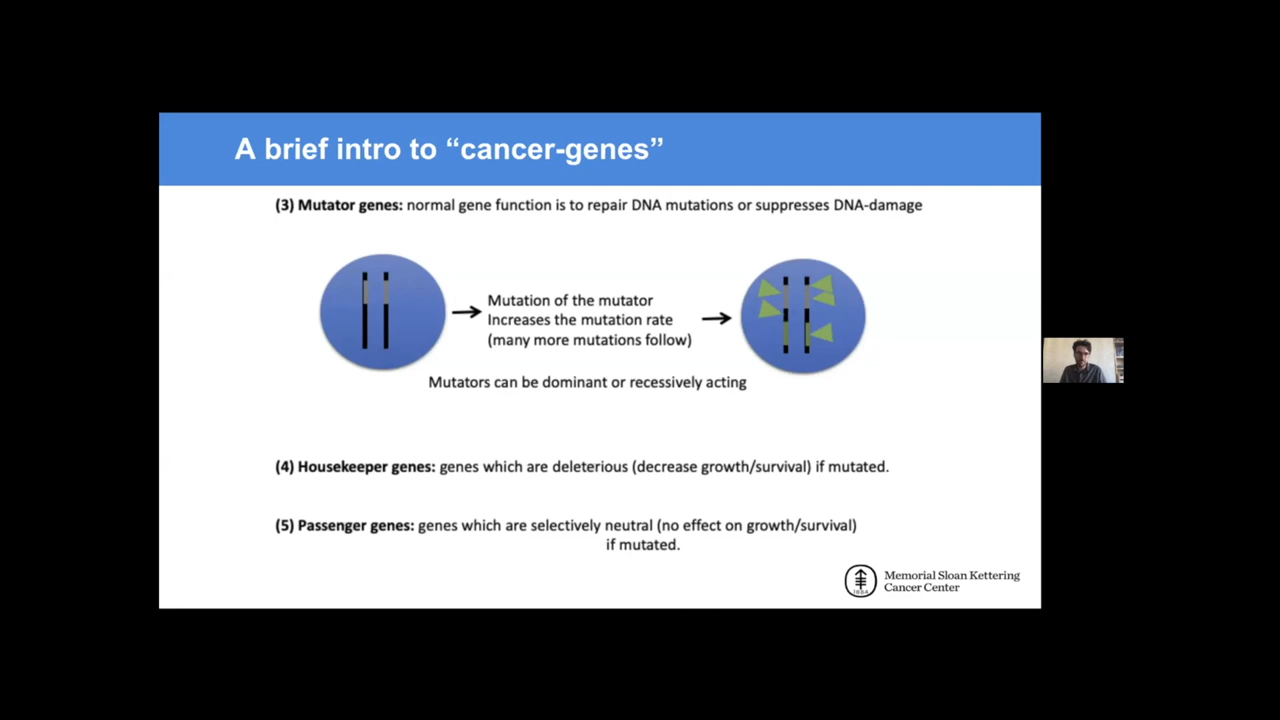 A brief intro to “cancer-genes”
(3) Mutator genes: normal gene function is to repair DNA mutations or suppresses DNA-damage
Mutation of the mutator
Increases the mutation rate
(many more mutations follow)
Mutators can be dominant or recessively acting
(4) Housekeeper genes: genes which are deleterious (decrease growth/survival) if mutated.
(5) Passenger genes: genes which are selectively neutral (no effect on growth/survival)
if mutated.
1884
Memorial Sloan Kettering
Cancer Center